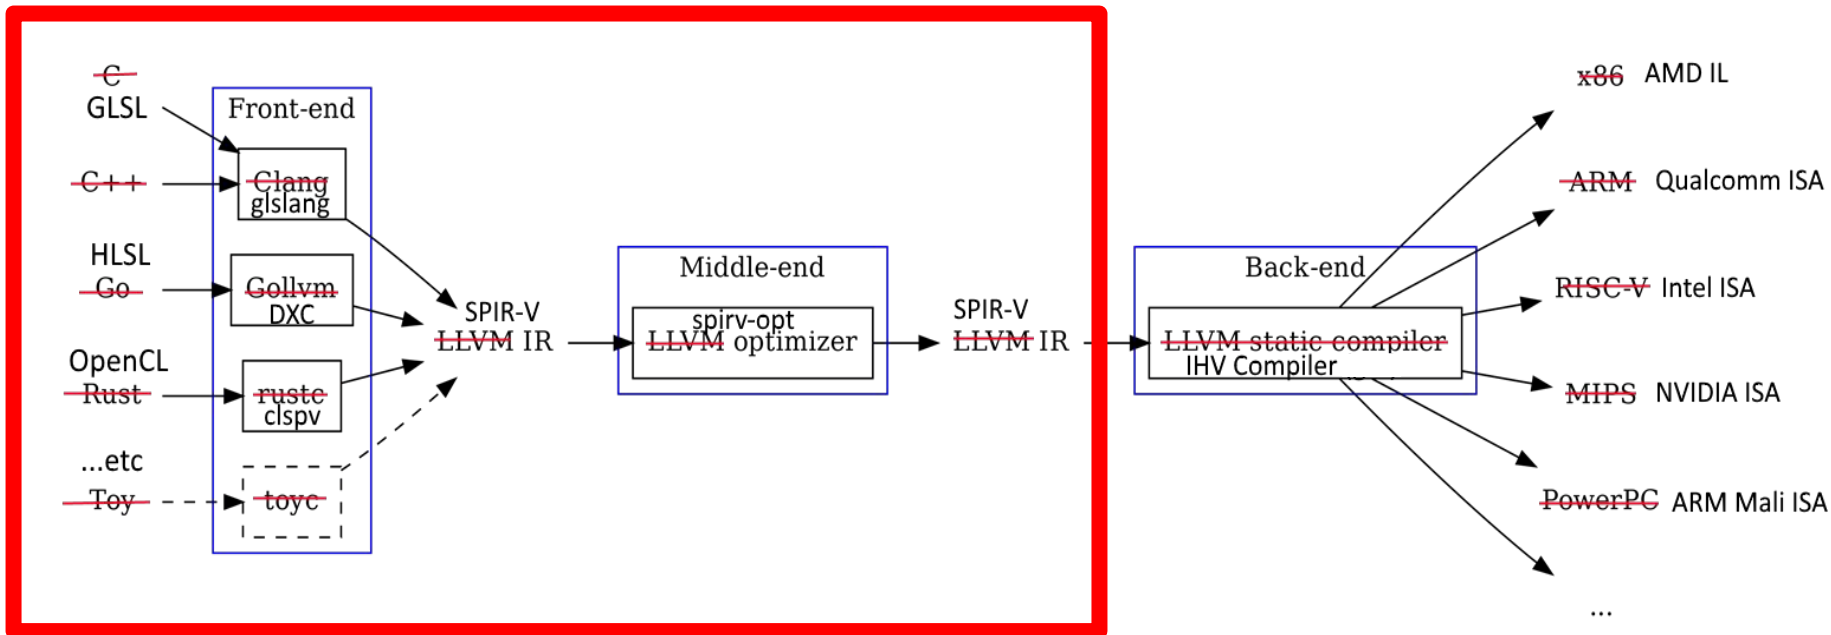 C
GLSL
C++
HLSL
Go
OpenCL
Rust
...etc
Toy
Front-end
Clang
glslang
Gollvm
DXC
rustc
clspv
toyc
SPIR-V
LLVM IR
Middle-end
spirv-opt
LLVM optimizer
SPIR-V
LLVM IR
Back-end
LLVM static compiler
IHV Compiler
x86 AMD IL
ARM Qualcomm ISA
RISC-V Intel ISA
MIPS NVIDIA ISA
PowerPC ARM Mali ISA
...